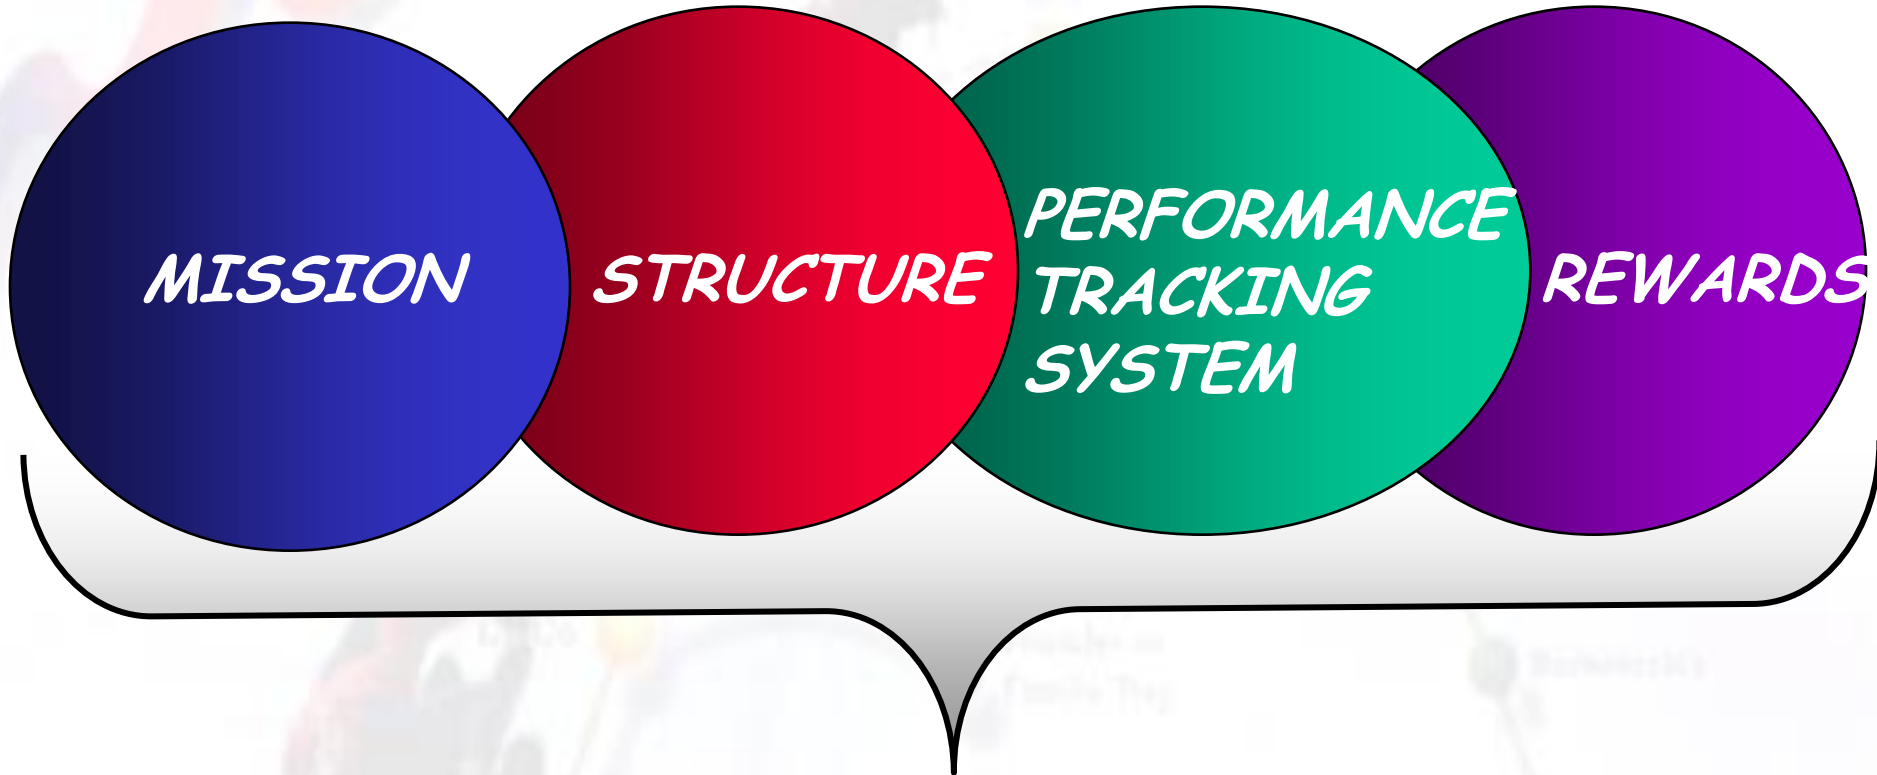 MISSION
STRUCTURE
PERFORMANCE
TRACKING
SYSTEM
REWARDS